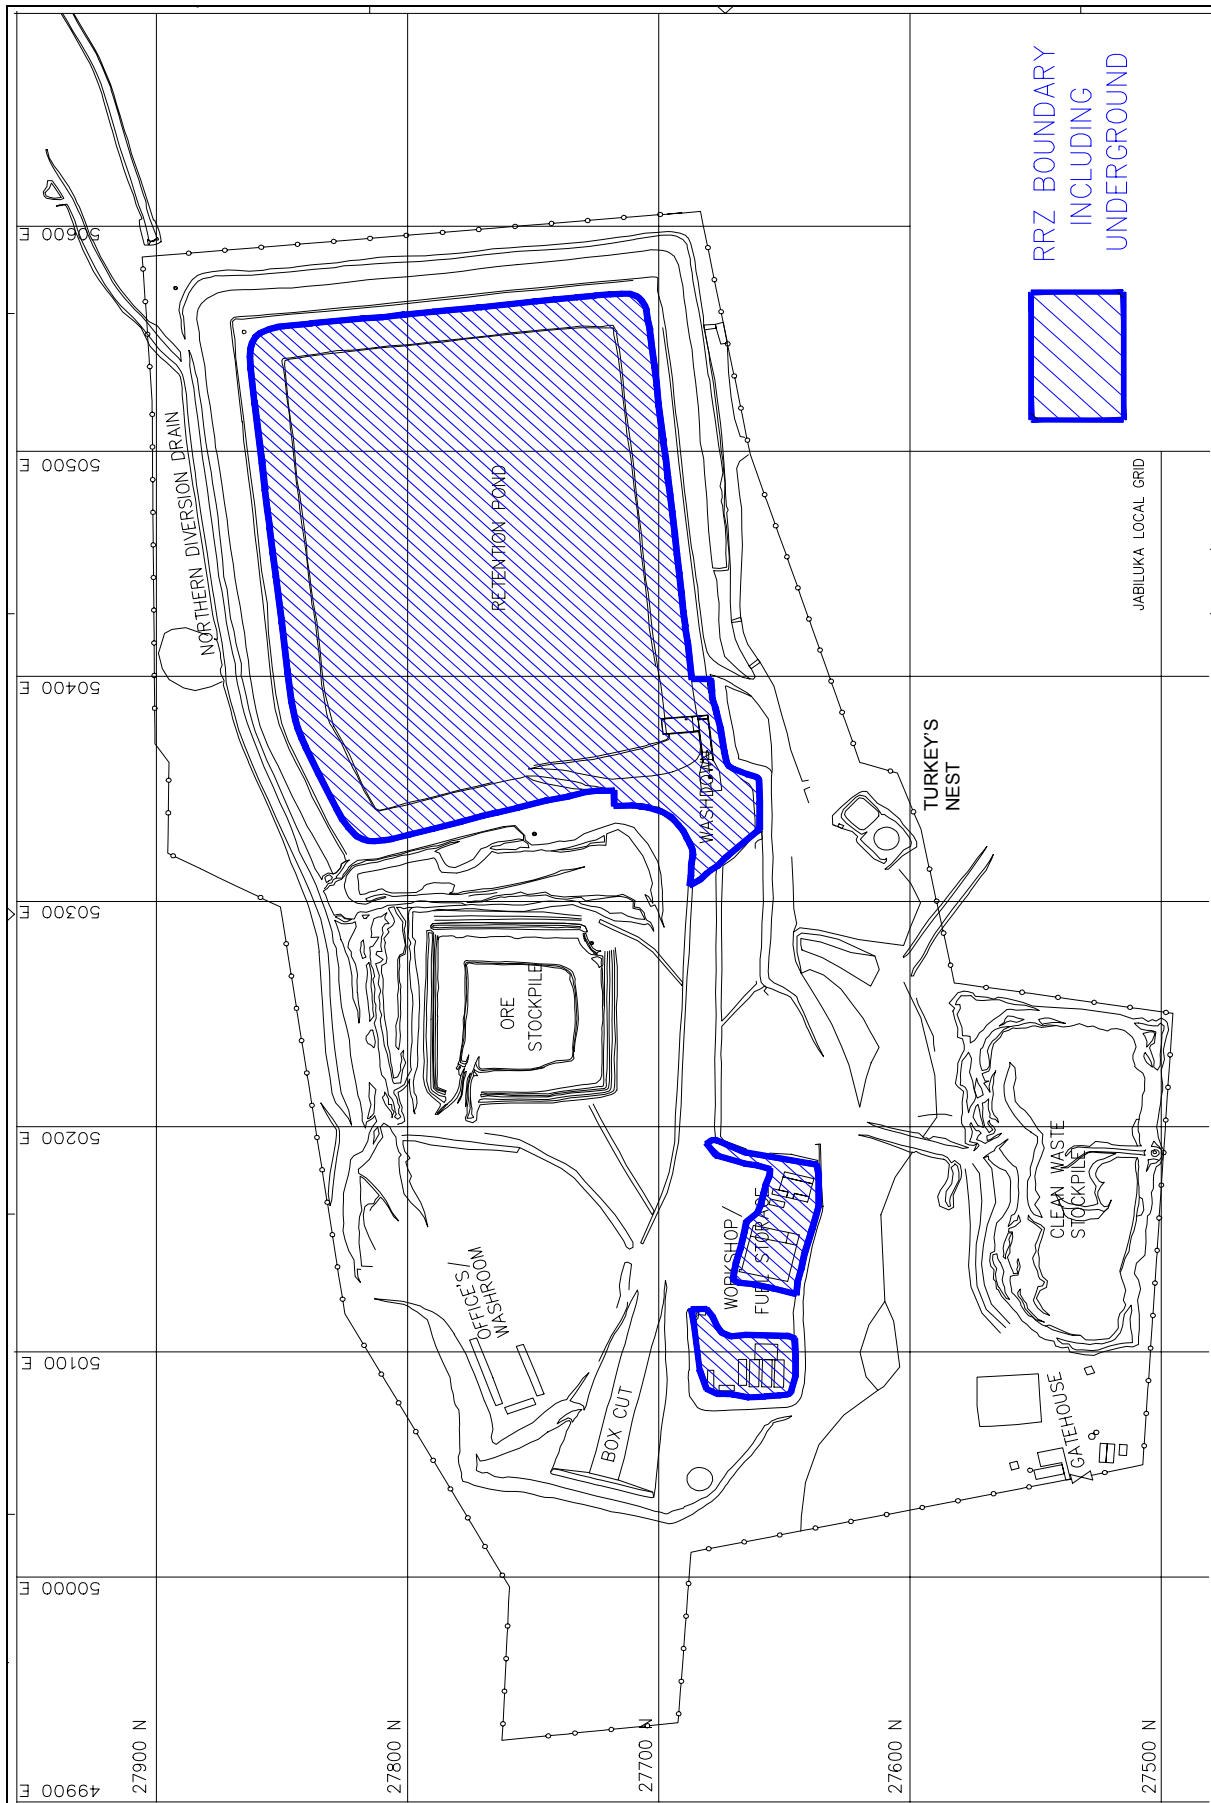 RRZ BOUNDARY
INCLUDING
UNDERGROUND
50600 E
50500 E
50400 E
50300 E
50200 E
50100 E
50000 E
49900 E
27900 N
27800 N
27700 N
27600 N
27500 N
NORTHERN DIVERSION DRAIN
RETENTION POND
WASHDOWN
JABILUKA LOCAL GRID
TURKEY'S
NEST
ORE
STOCKPILE
OFFICE'S/
WASHROOM
WORKSHOP/
FUEL STORAGE
BOX CUT
CLEAN WASTE
STOCKPILE
GATEHOUSE